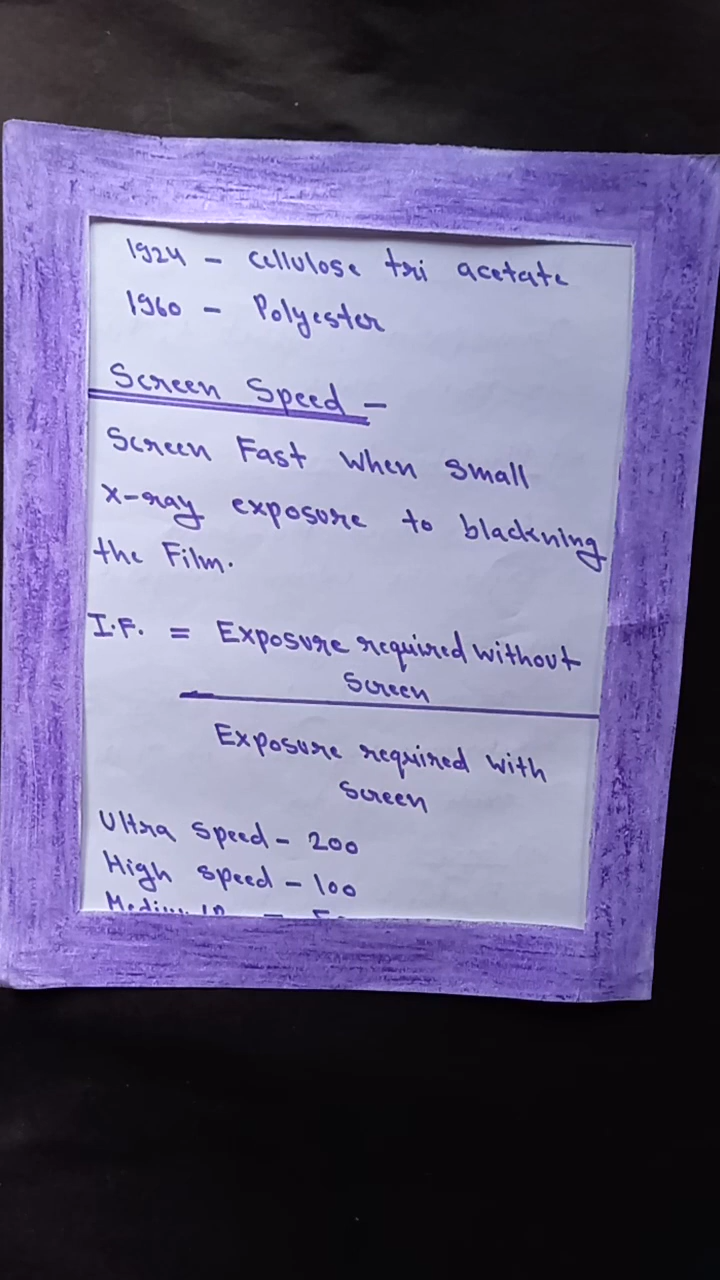 1924 - Cellulose tri acetate
1960 - Polyester
Screen Speed -
Screen Fast when small
x-ray exposure to blackning
the Film.
I.F. = Exposure required without
Screen
Exposure required with
Screen
Ultra speed - 200
High speed - 100